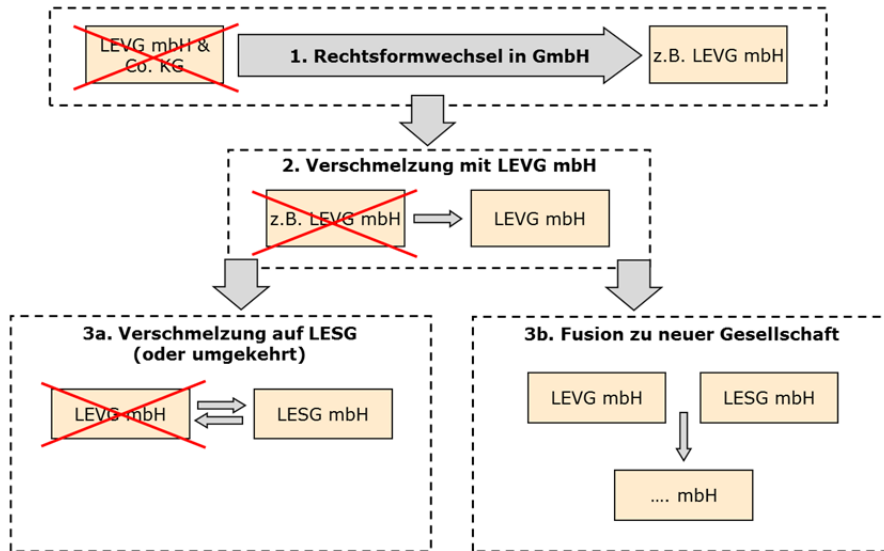 LEVG mbH &
Co. KG
1. Rechtsformwechsel in GmbH
z.B. LEVG mbH
2. Verschmelzung mit LEVG mbH
z.B. LEVG mbH
LEVG mbH
3a. Verschmelzung auf LESG
(oder umgekehrt)
LEVG mbH
LESG mbH
3b. Fusion zu neuer Gesellschaft
LEVG mbH
LESG mbH
.... mbH